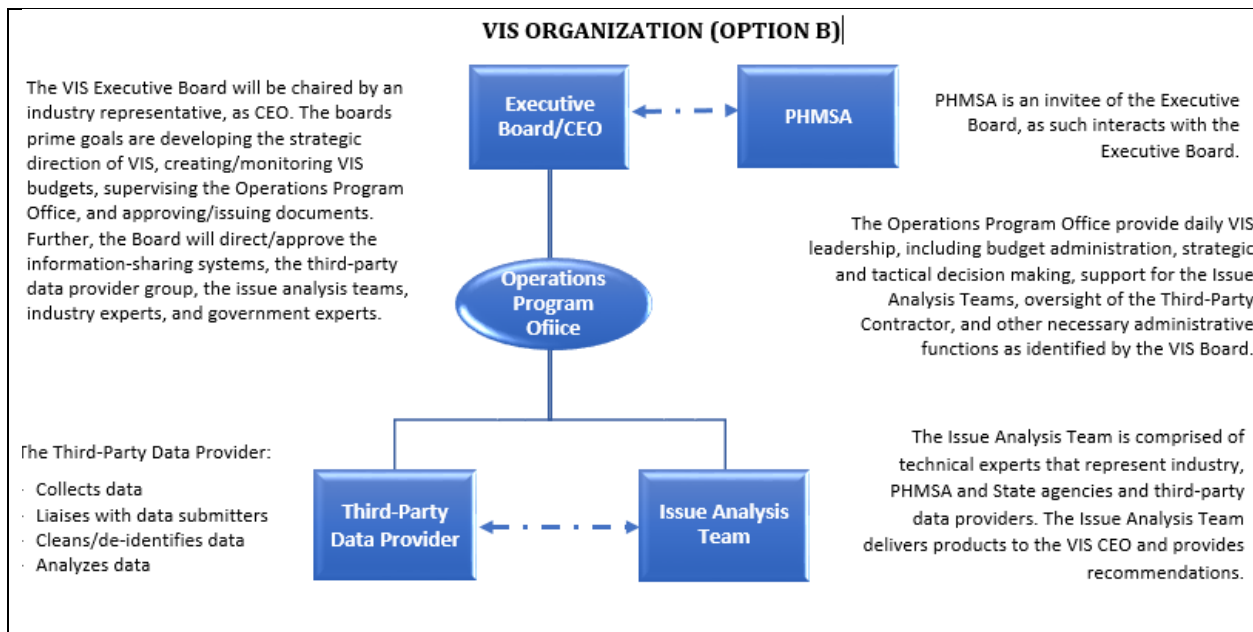 VIS ORGANIZATION (OPTION B)
The VIS Executive Board will be chaired by an
industry representative, as CEO. The boards
prime goals are developing the strategic
direction of VIS, creating/monitoring VIS
budgets, supervising the Operations Program
Office, and approving/issuing documents.
Further, the Board will direct/approve the
information-sharing systems, the third-party
data provider group, the issue analysis teams,
industry experts, and government experts.
Executive
Board/CEO
PHMSA
PHMSA is an invitee of the Executive
Board, as such interacts with the
Executive Board.
Operations
Program
Ofiice
The Operations Program Office provide daily VIS
leadership, including budget administration, strategic
and tactical decision making, support for the Issue
Analysis Teams, oversight of the Third-Party
Contractor, and other necessary administrative
functions as identified by the VIS Board.
The Third-Party Data Provider:
· Collects data
· Liaises with data submitters
· Cleans/de-identifies data
· Analyzes data
Third-Party
Data Provider
Issue Analysis
Team
The Issue Analysis Team is comprised of
technical experts that represent industry,
PHMSA and State agencies and third-party
data providers. The Issue Analysis Team
delivers products to the VIS CEO and provides
recommendations.